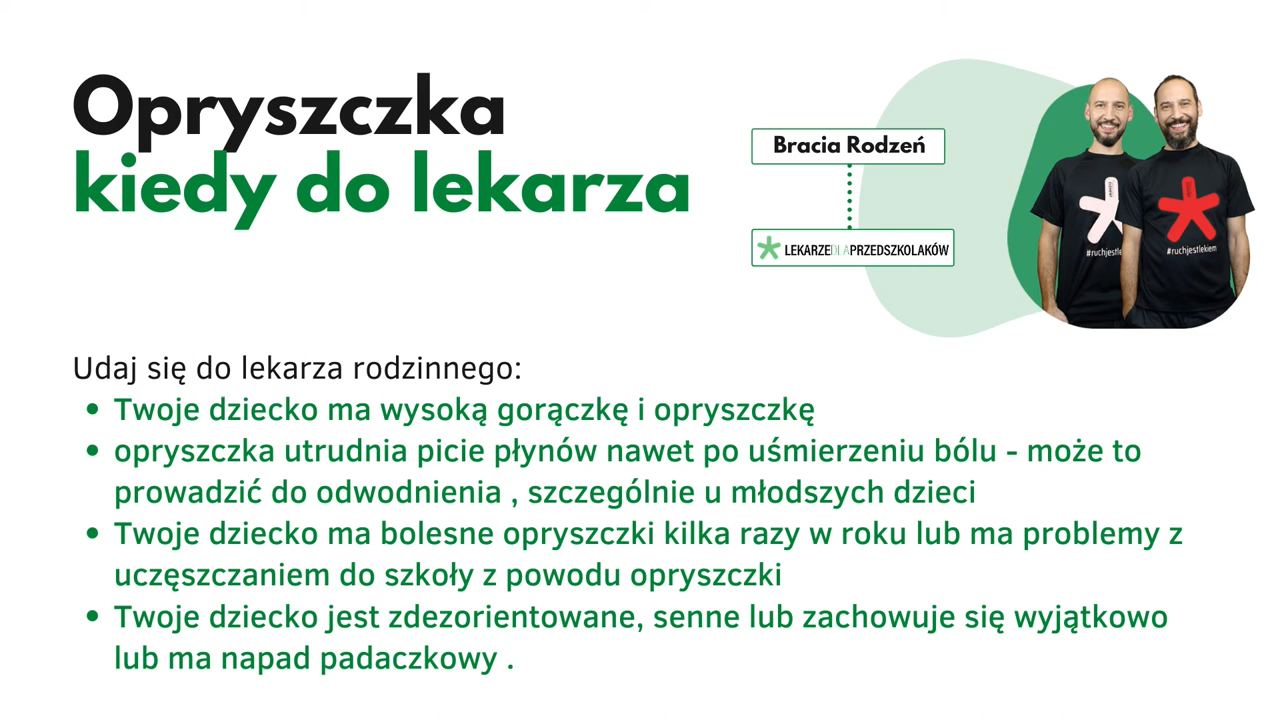 Opryszczka
kiedy do lekarza
Bracia Rodzeń
LEKARZEDLAPRZEDSZKOLAKÓW
#ruchjestlekiem
Udaj się do lekarza rodzinnego:
• Twoje dziecko ma wysoką gorączkę i opryszczkę
• opryszczka utrudnia picie płynów nawet po uśmierzeniu bólu - może to
prowadzić do odwodnienia , szczególnie u młodszych dzieci
• Twoje dziecko ma bolesne opryszczki kilka razy w roku lub ma problemy z
uczęszczaniem do szkoły z powodu opryszczki
• Twoje dziecko jest zdezorientowane, senne lub zachowuje się wyjątkowo
lub ma napad padaczkowy .